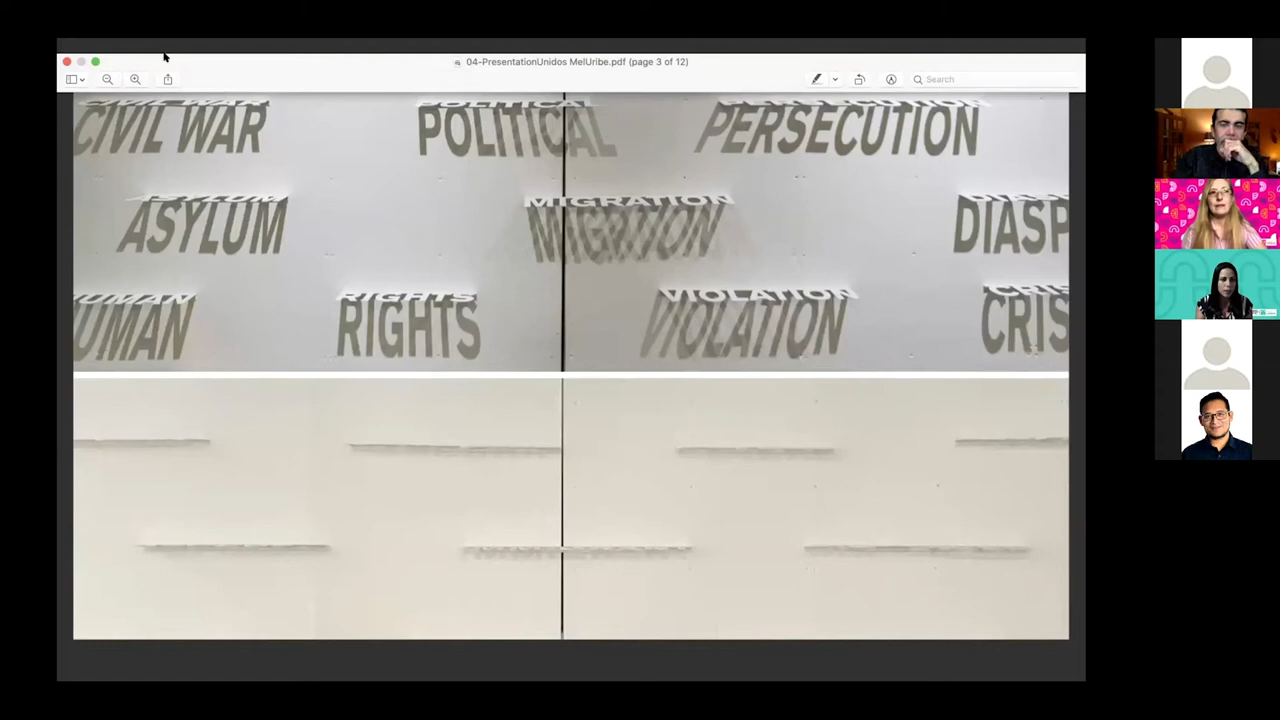 04-PresentationUnidos MelUribe.pdf (page 3 of 12)
Search
CIVIL WAR POLITICAL PERSECUTION
ASYLUM MIGRATION DIASP
HUMAN RIGHTS VIOLATION CRIS